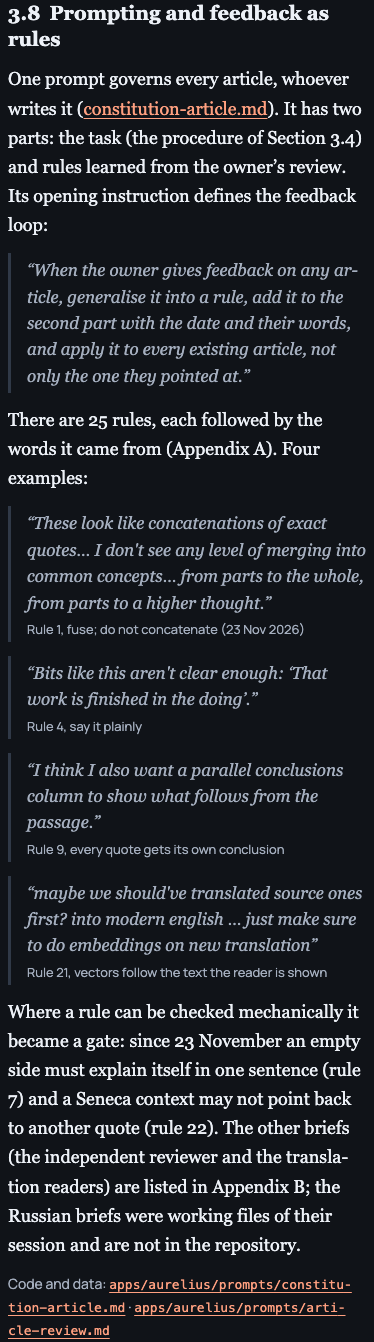 3.8 Prompting and feedback as
rules
One prompt governs every article, whoever
writes it (constitution-article.md). It has two
parts: the task (the procedure of Section 3.4)
and rules learned from the owner’s review.
Its opening instruction defines the feedback
loop:
“When the owner gives feedback on any ar-
ticle, generalise it into a rule, add it to the
second part with the date and their words,
and apply it to every existing article, not
only the one they pointed at.”
There are 25 rules, each followed by the
words it came from (Appendix A). Four
examples:
“These look like concatenations of exact
quotes... I don't see any level of merging into
common concepts... from parts to the whole,
from parts to a higher thought.”
Rule 1, fuse; do not concatenate (23 Nov 2026)
“Bits like this aren't clear enough: ‘That
work is finished in the doing’.”
Rule 4, say it plainly
“I think I also want a parallel conclusions
column to show what follows from the
passage.”
Rule 9, every quote gets its own conclusion
“maybe we should've translated source ones
first? into modern english ... just make sure
to do embeddings on new translation”
Rule 21, vectors follow the text the reader is shown
Where a rule can be checked mechanically it
became a gate: since 23 November an empty
side must explain itself in one sentence (rule
7) and a Seneca context may not point back
to another quote (rule 22). The other briefs
(the independent reviewer and the transla-
tion readers) are listed in Appendix B; the
Russian briefs were working files of their
session and are not in the repository.
Code and data: apps/aurelius/prompts/constitu-
tion-article.md · apps/aurelius/prompts/arti-
cle-review.md